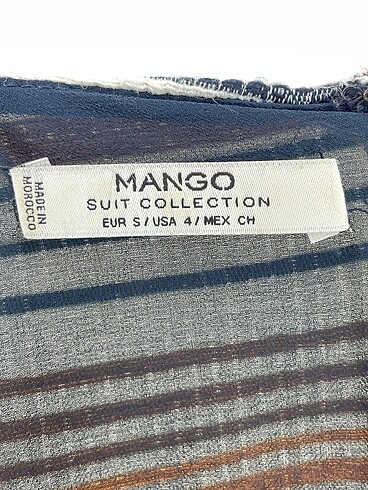 MANGO
SUIT COLLECTION
EUR S/USA 4/MEX CH
MADE IN
MOROCCO